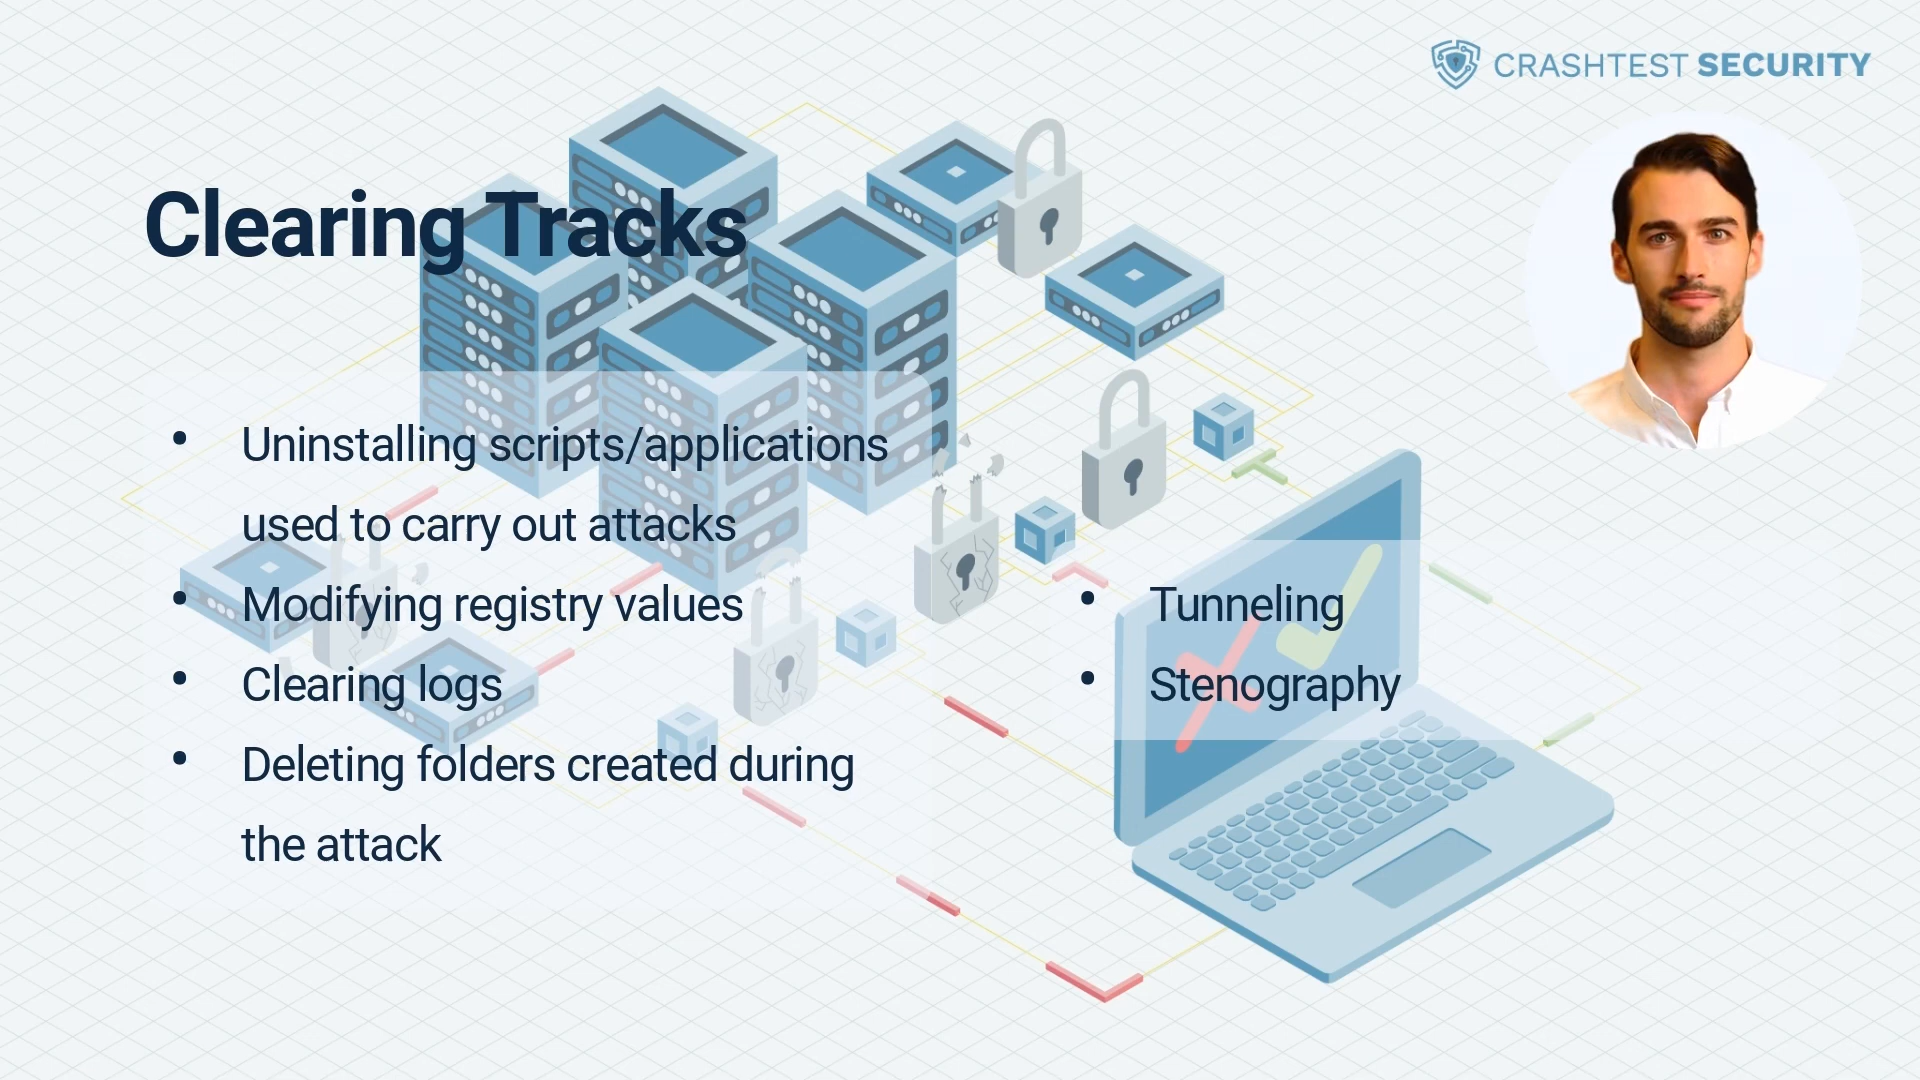 CRASHTEST SECURITY
Clearing Tracks
• Uninstalling scripts/applications
used to carry out attacks
• Modifying registry values
• Clearing logs
• Deleting folders created during
the attack
• Tunneling
• Stenography